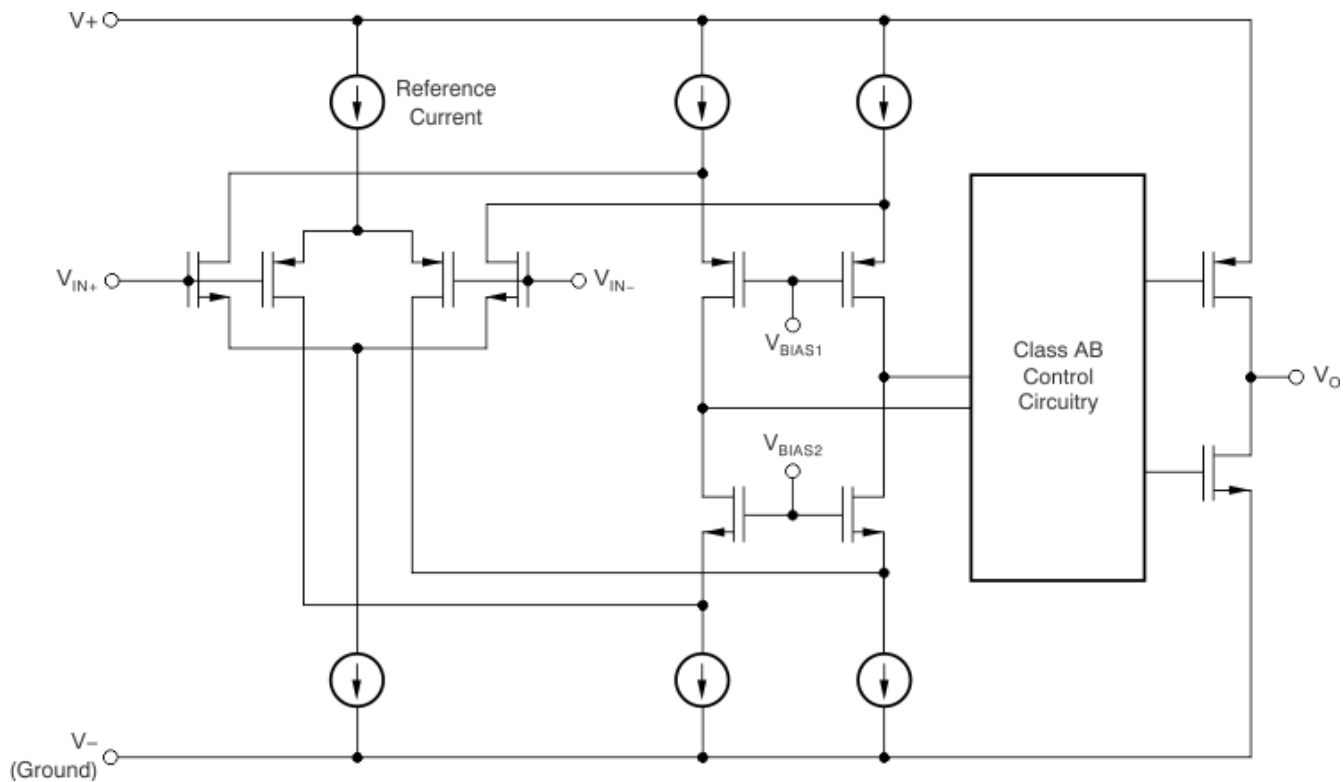 V+
Reference
Current
VIN+
VIN−
VBIAS1
Class AB
Control
Circuitry
VO
VBIAS2
V−
(Ground)